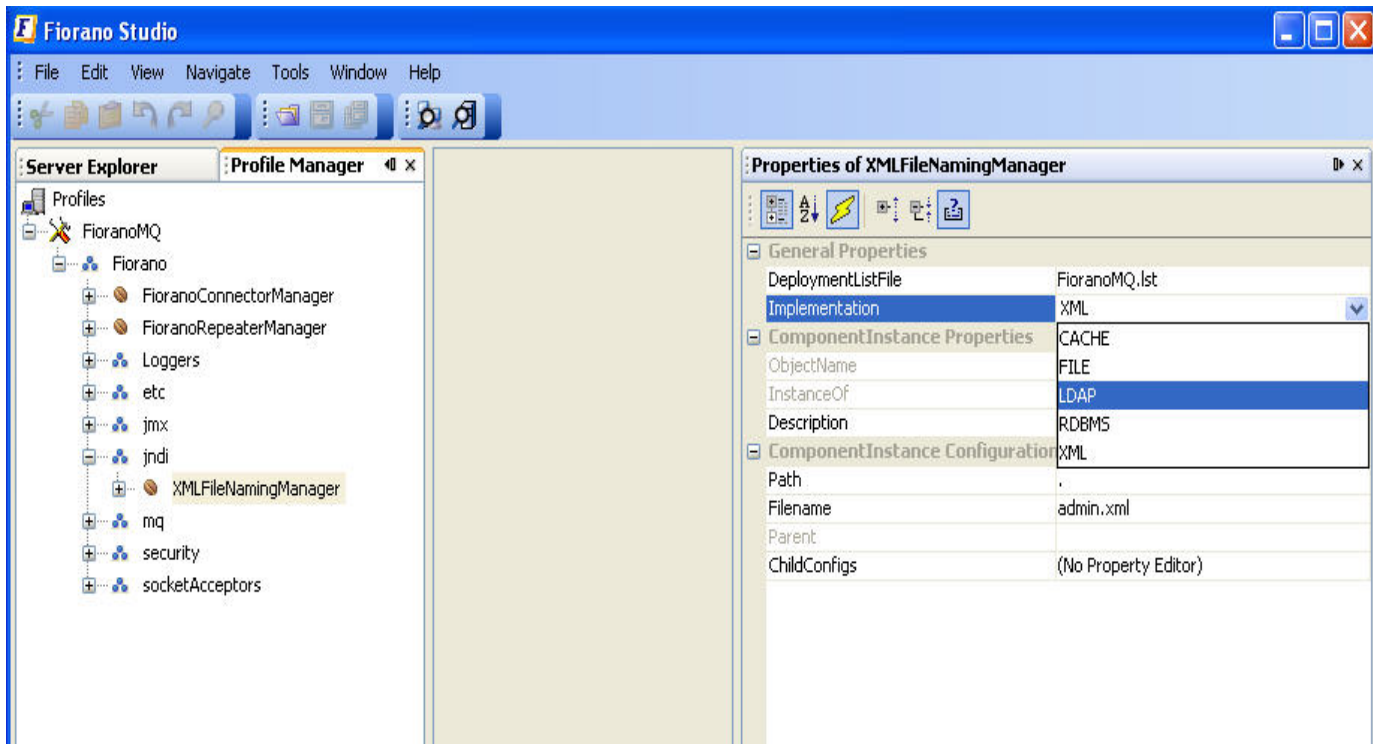 Fiorano Studio
File Edit View Navigate Tools Window Help
Server Explorer
Profile Manager
Profiles
FioranoMQ
Fiorano
FioranoConnectorManager
FioranoRepeaterManager
Loggers
etc
jmx
jndi
XMLFileNamingManager
mq
security
socketAcceptors
Properties of XMLFileNamingManager
General Properties
DeploymentListFile FioranoMQ.lst
Implementation XML
CACHE
FILE
LDAP
RDBMS
XML
ComponentInstance Properties
ObjectName
InstanceOf
Description
ComponentInstance Configuration
Path .
Filename admin.xml
Parent
ChildConfigs (No Property Editor)